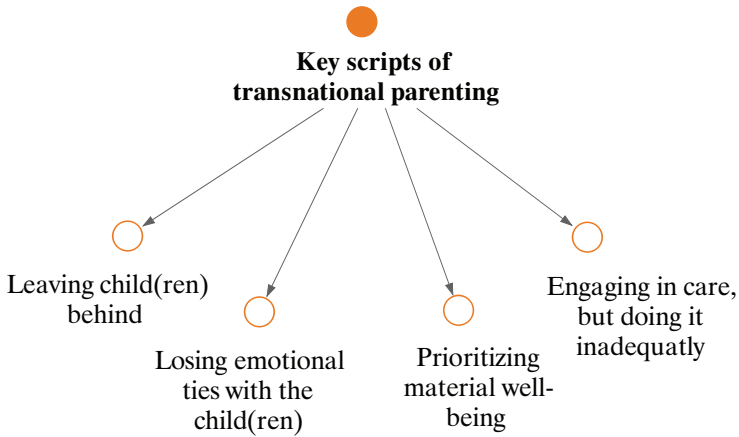 Key scripts of
transnational parenting
Leaving child(ren)
behind
Losing emotional
ties with the
child(ren)
Prioritizing
material well-
being
Engaging in care,
but doing it
inadequatly